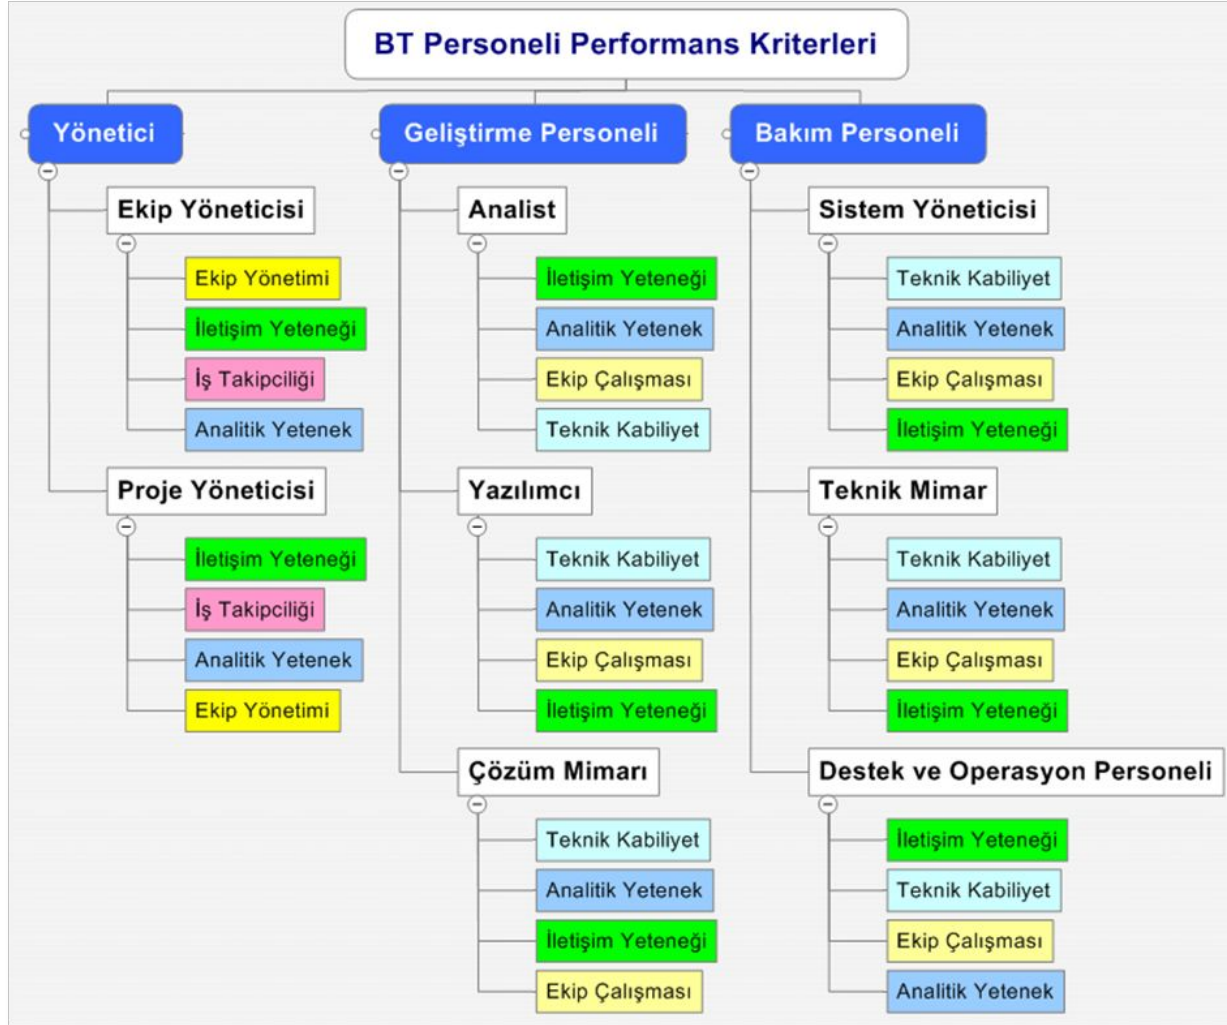 BT Personeli Performans Kriterleri
Yönetici
Ekip Yöneticisi
Ekip Yönetimi
İletişim Yeteneği
İş Takipciliği
Analitik Yetenek
Proje Yöneticisi
İletişim Yeteneği
İş Takipciliği
Analitik Yetenek
Ekip Yönetimi
Geliştirme Personeli
Analist
İletişim Yeteneği
Analitik Yetenek
Ekip Çalışması
Teknik Kabiliyet
Yazılımcı
Teknik Kabiliyet
Analitik Yetenek
Ekip Çalışması
İletişim Yeteneği
Çözüm Mimarı
Teknik Kabiliyet
Analitik Yetenek
İletişim Yeteneği
Ekip Çalışması
Bakım Personeli
Sistem Yöneticisi
Teknik Kabiliyet
Analitik Yetenek
Ekip Çalışması
İletişim Yeteneği
Teknik Mimar
Teknik Kabiliyet
Analitik Yetenek
Ekip Çalışması
İletişim Yeteneği
Destek ve Operasyon Personeli
İletişim Yeteneği
Teknik Kabiliyet
Ekip Çalışması
Analitik Yetenek